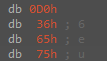 db 0D0h
db 36h ; 6
db 65h ; e
db 75h ; u